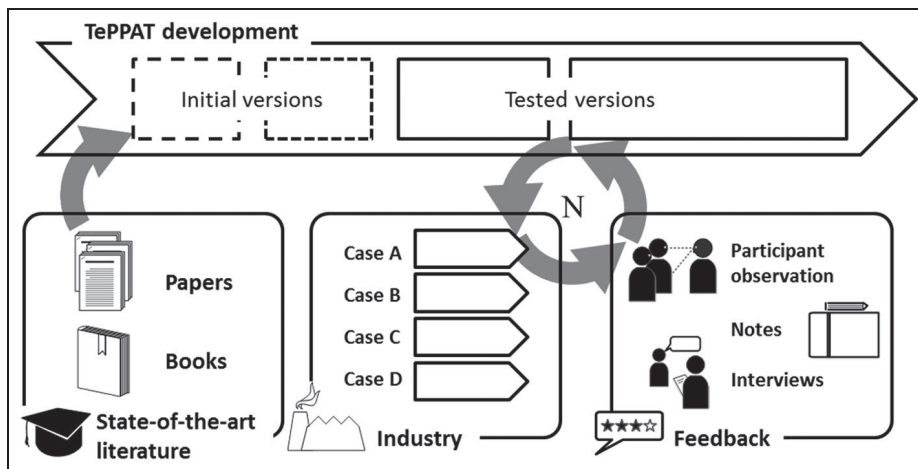 TePPAT development
Initial versions
Tested versions
N
Papers
Books
State-of-the-art
literature
Case A
Case B
Case C
Case D
Industry
Participant
observation
Notes
Interviews
Feedback